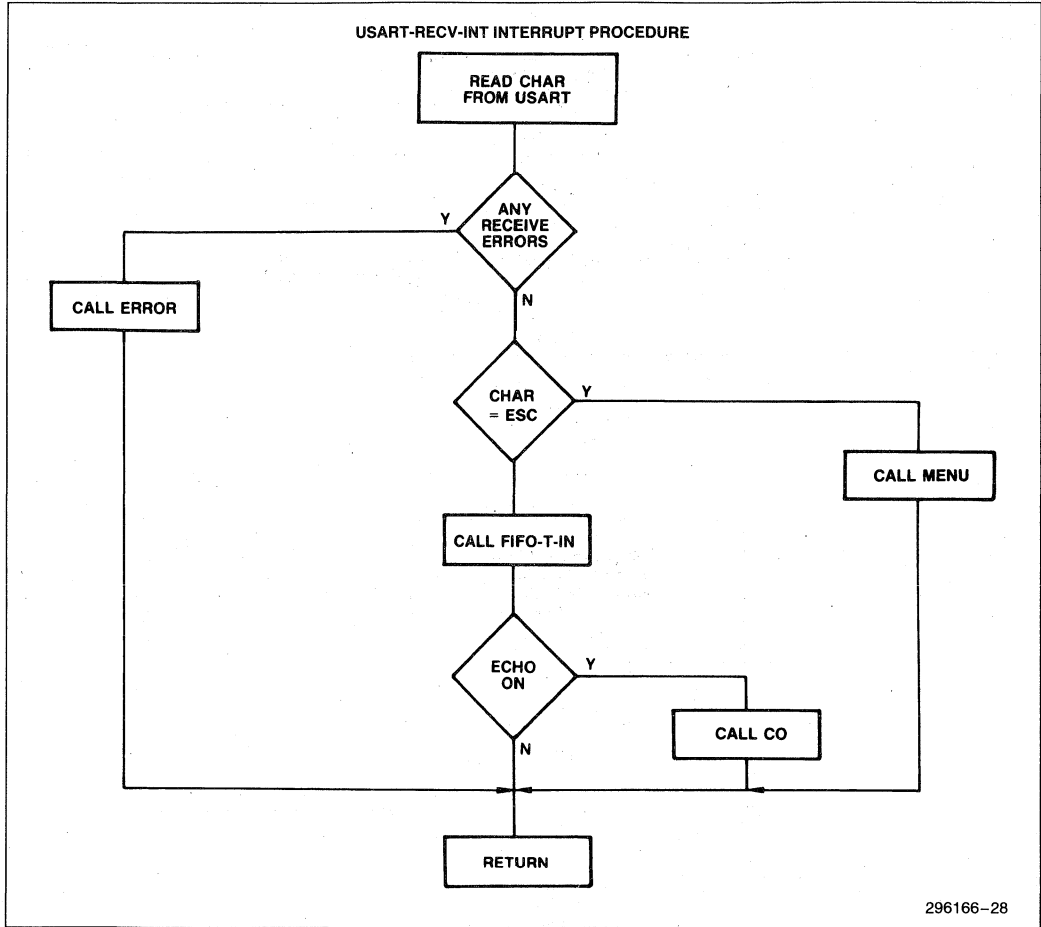 USART-RECV-INT INTERRUPT PROCEDURE
READ CHAR
FROM USART
ANY
RECEIVE
ERRORS
Y
N
CALL ERROR
CHAR
= ESC
Y
CALL MENU
CALL FIFO-T-IN
ECHO
ON
Y
N
CALL CO
RETURN
296166–28